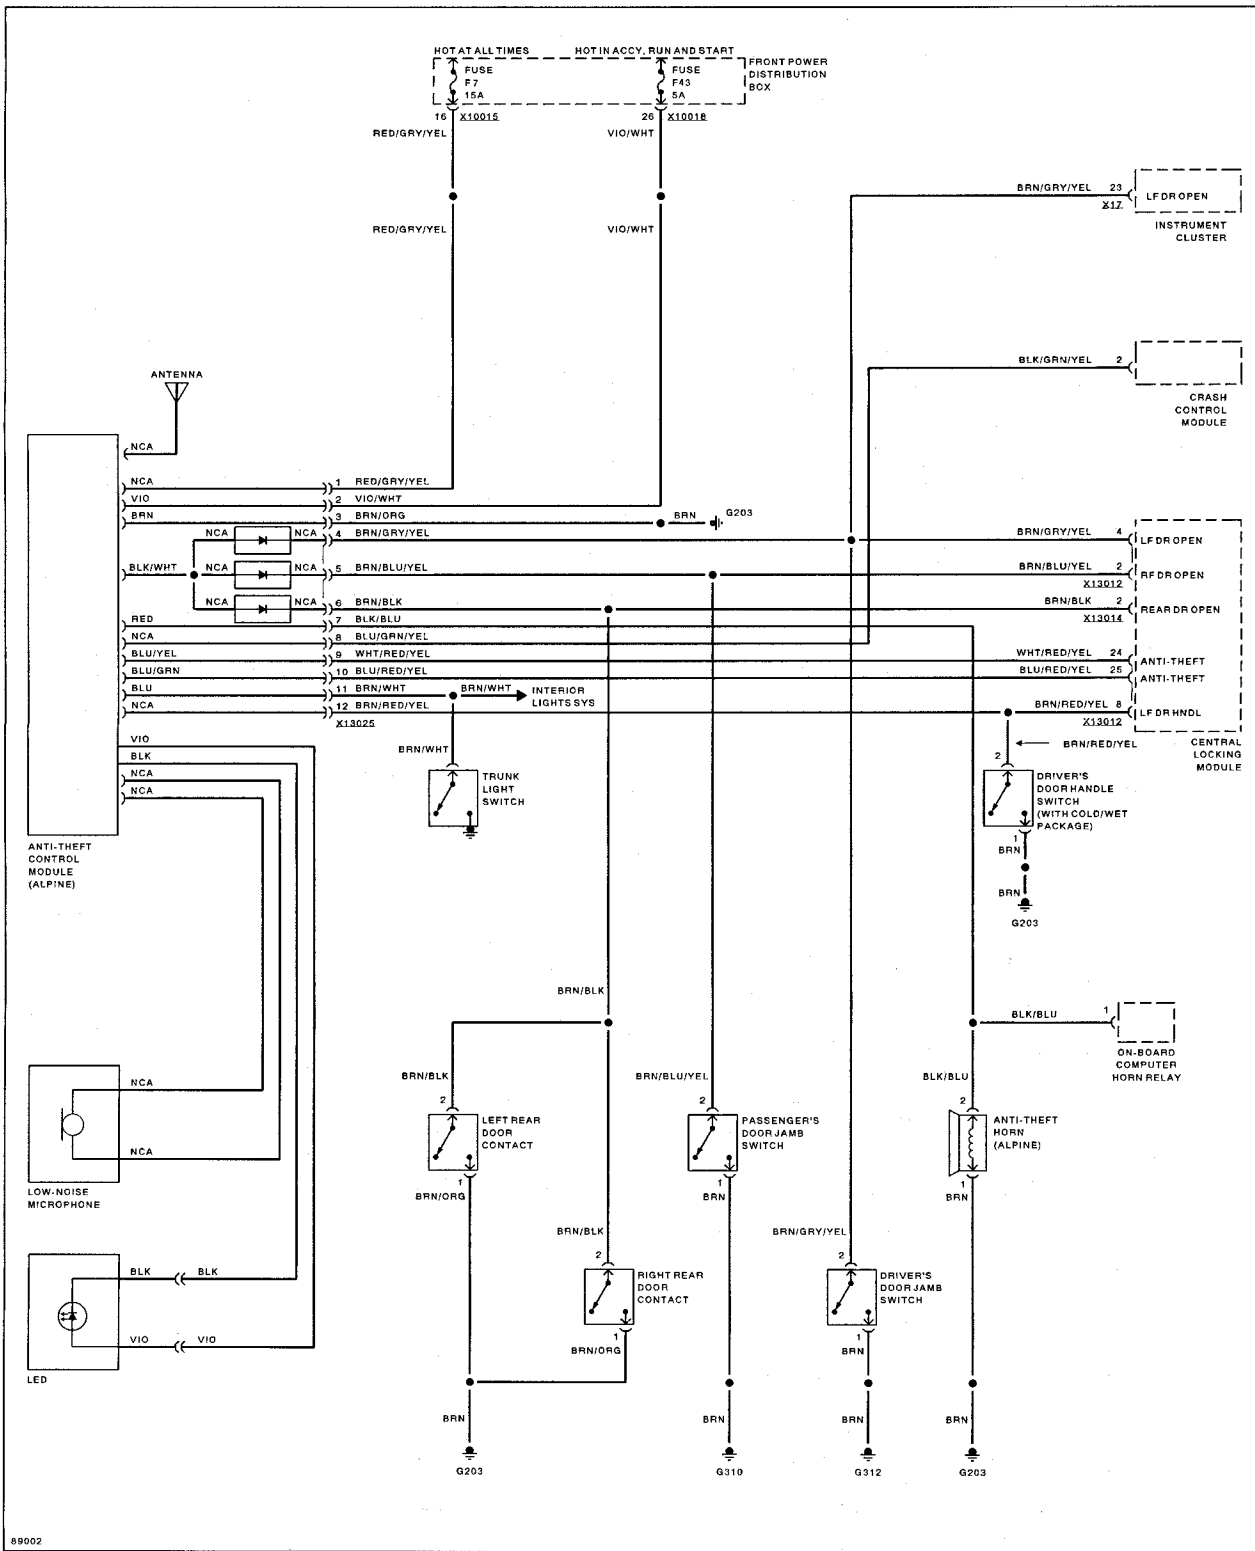 HOT AT ALL TIMES
HOT IN ACCY, RUN AND START
FUSE
F7
15A
FUSE
F43
5A
FRONT POWER
DISTRIBUTION
BOX
16 X10015
26 X10018
RED/GRY/YEL
VIO/WHT
RED/GRY/YEL
VIO/WHT
BRN/GRY/YEL 23
X17
LF DR OPEN
INSTRUMENT
CLUSTER
BLK/GRN/YEL 2
CRASH
CONTROL
MODULE
ANTENNA
NCA
NCA 1 RED/GRY/YEL
VIO 2 VIO/WHT
BRN 3 BRN/ORG
BRN
G203
NCA NCA 4 BRN/GRY/YEL
BRN/GRY/YEL 4 LF DR OPEN
BLK/WHT NCA NCA 5 BRN/BLU/YEL
BRN/BLU/YEL 2 RF DR OPEN
X13012
NCA NCA 6 BRN/BLK
BRN/BLK 2 REAR DR OPEN
X13014
RED 7 BLK/BLU
NCA 8 BLU/GRN/YEL
BLU/YEL 9 WHT/RED/YEL
WHT/RED/YEL 24 ANTI-THEFT
BLU/GRN 10 BLU/RED/YEL
BLU/RED/YEL 25 ANTI-THEFT
BLU 11 BRN/WHT
BRN/WHT
INTERIOR
LIGHTS SYS
NCA 12 BRN/RED/YEL
X13025
BRN/RED/YEL 8 LF DR HNDL
X13012
CENTRAL
LOCKING
MODULE
VIO
BLK
NCA
NCA
BRN/WHT
TRUNK
LIGHT
SWITCH
2
BRN/RED/YEL
DRIVER'S
DOOR HANDLE
SWITCH
(WITH COLD/WET
PACKAGE)
1
BRN
BRN
G203
ANTI-THEFT
CONTROL
MODULE
(ALPINE)
BRN/BLK
BLK/BLU 1
ON-BOARD
COMPUTER
HORN RELAY
NCA
NCA
LOW-NOISE
MICROPHONE
BRN/BLK
2
LEFT REAR
DOOR
CONTACT
1
BRN/ORG
BRN/BLU/YEL
2
PASSENGER'S
DOOR JAMB
SWITCH
1
BRN
BLK/BLU
2
ANTI-THEFT
HORN
(ALPINE)
1
BRN
BRN/BLK
2
RIGHT REAR
DOOR
CONTACT
1
BRN/ORG
BRN/GRY/YEL
2
DRIVER'S
DOOR JAMB
SWITCH
1
BRN
BLK BLK
VIO VIO
LED
BRN
G203
BRN
G310
BRN
G312
BRN
G203
89002